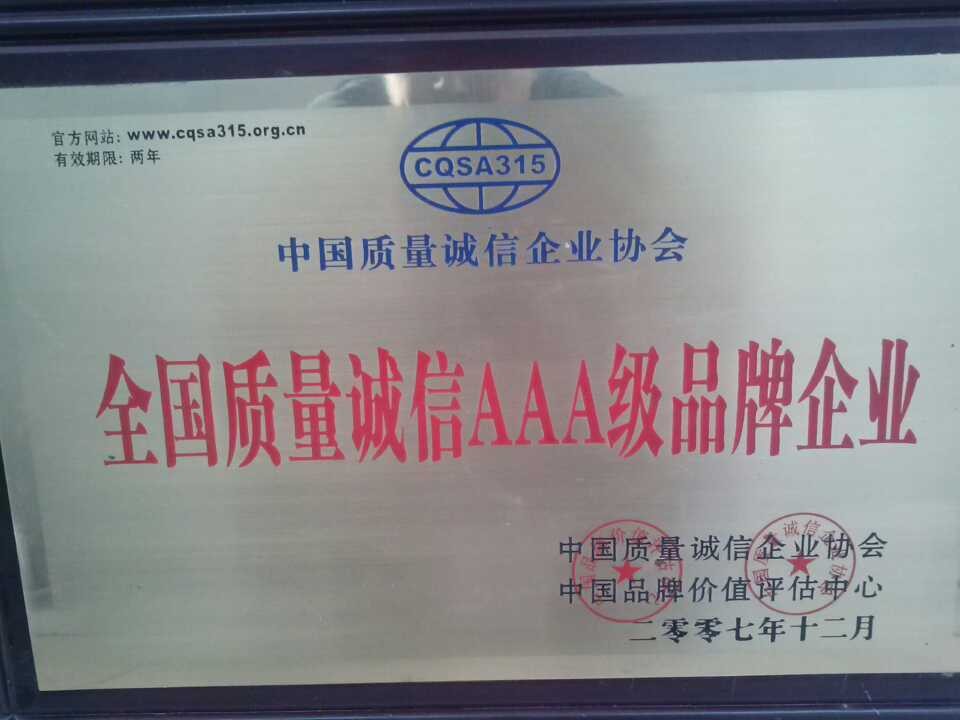 官方网站: www.cqsa315.org.cn
有效期限: 两年
CQSA315
中国质量诚信企业协会
全国质量诚信AAA级品牌企业
中国质量诚信企业协会
中国品牌价值评估中心
二零零七年十二月